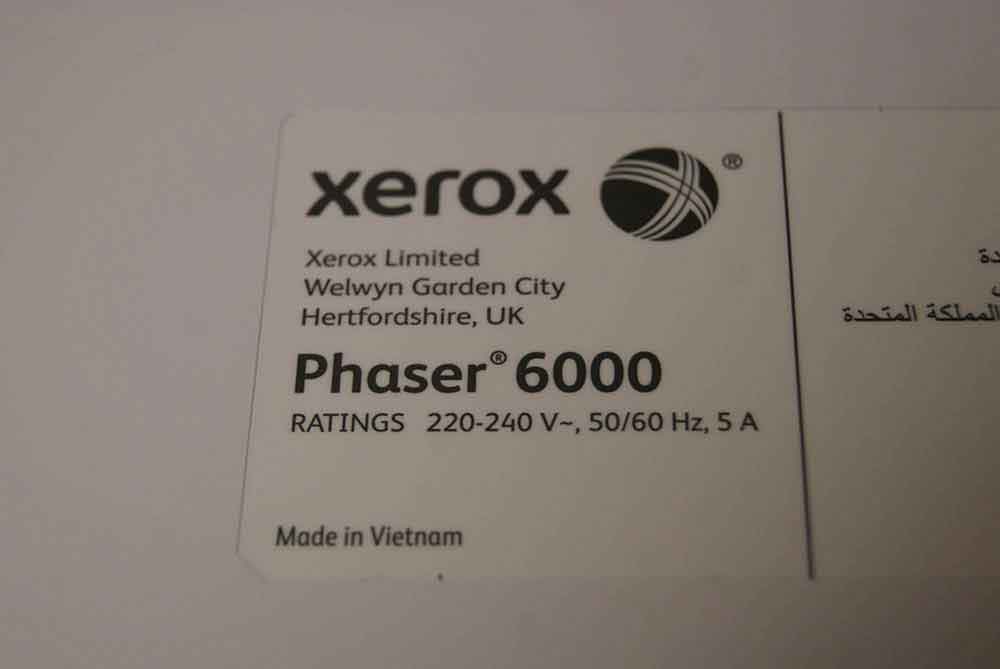 xerox ®
Xerox Limited
Welwyn Garden City
Hertfordshire, UK
Phaser® 6000
RATINGS 220-240 V~, 50/60 Hz, 5 A
Made in Vietnam
المملكة المتحدة